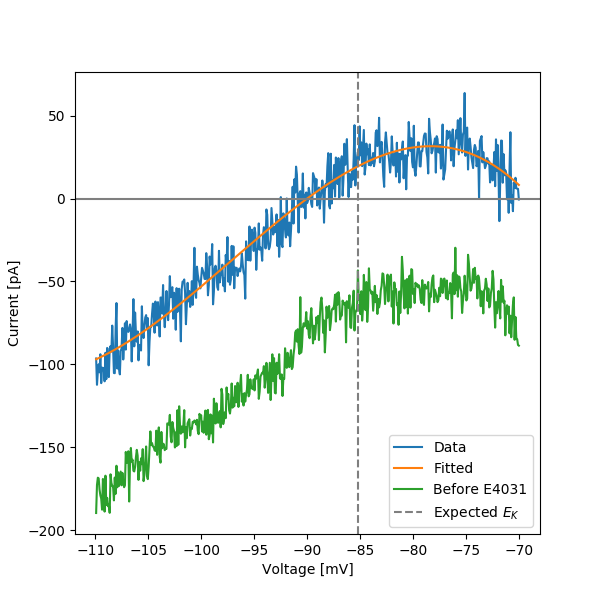 50
0
−50
−100
−150
−200
Current [pA]
Data
Fitted
Before E4031
Expected E_K
−110 −105 −100 −95 −90 −85 −80 −75 −70
Voltage [mV]